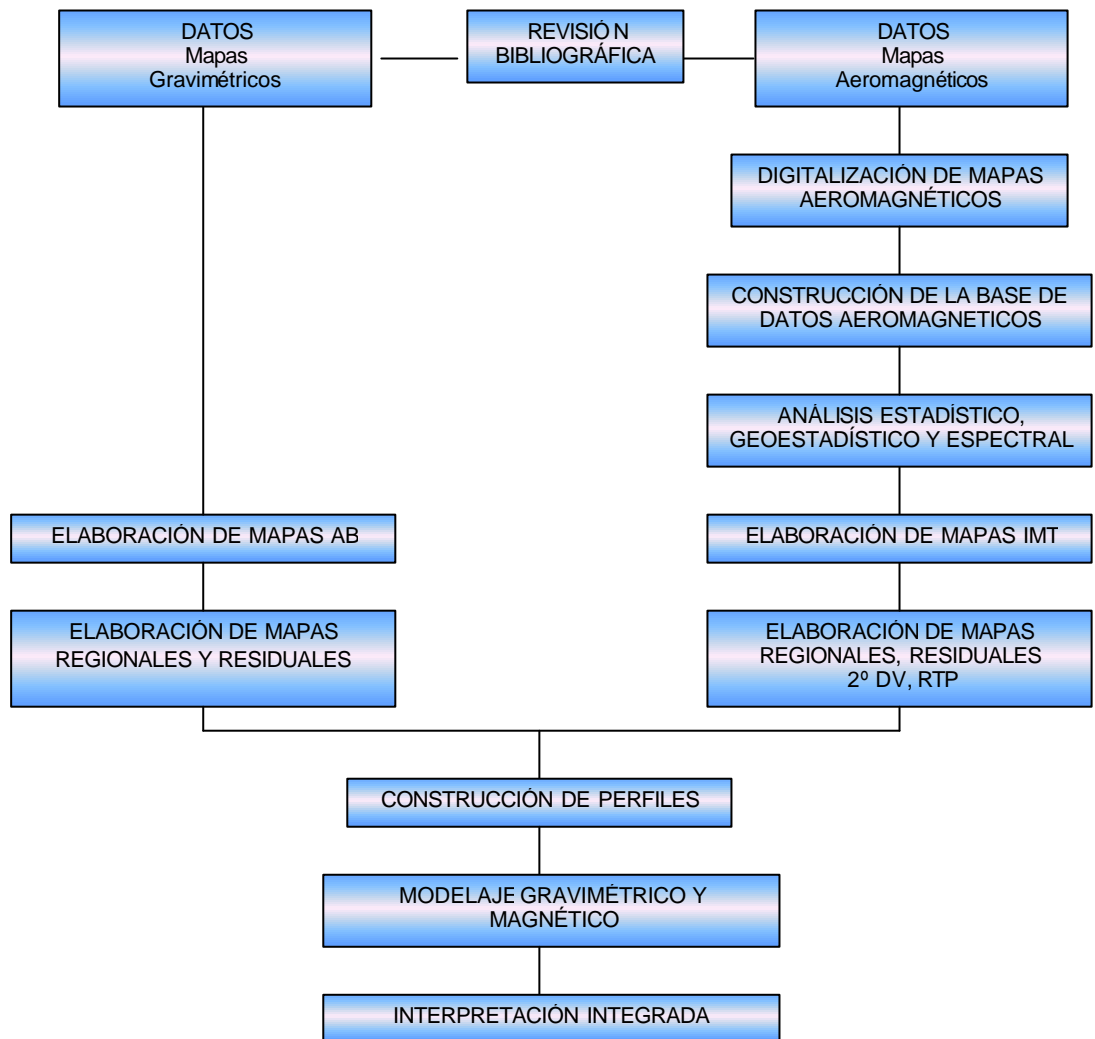 DATOS
Mapas
Gravimétricos
REVISIÓN
BIBLIOGRÁFICA
DATOS
Mapas
Aeromagnéticos
DIGITALIZACIÓN DE MAPAS
AEROMAGNÉTICOS
CONSTRUCCIÓN DE LA BASE DE
DATOS AEROMAGNETICOS
ANÁLISIS ESTADÍSTICO,
GEOESTADÍSTICO Y ESPECTRAL
ELABORACIÓN DE MAPAS AB
ELABORACIÓN DE MAPAS IMT
ELABORACIÓN DE MAPAS
REGIONALES Y RESIDUALES
ELABORACIÓN DE MAPAS
REGIONALES, RESIDUALES
2º DV, RTP
CONSTRUCCIÓN DE PERFILES
MODELAJE GRAVIMÉTRICO Y
MAGNÉTICO
INTERPRETACIÓN INTEGRADA